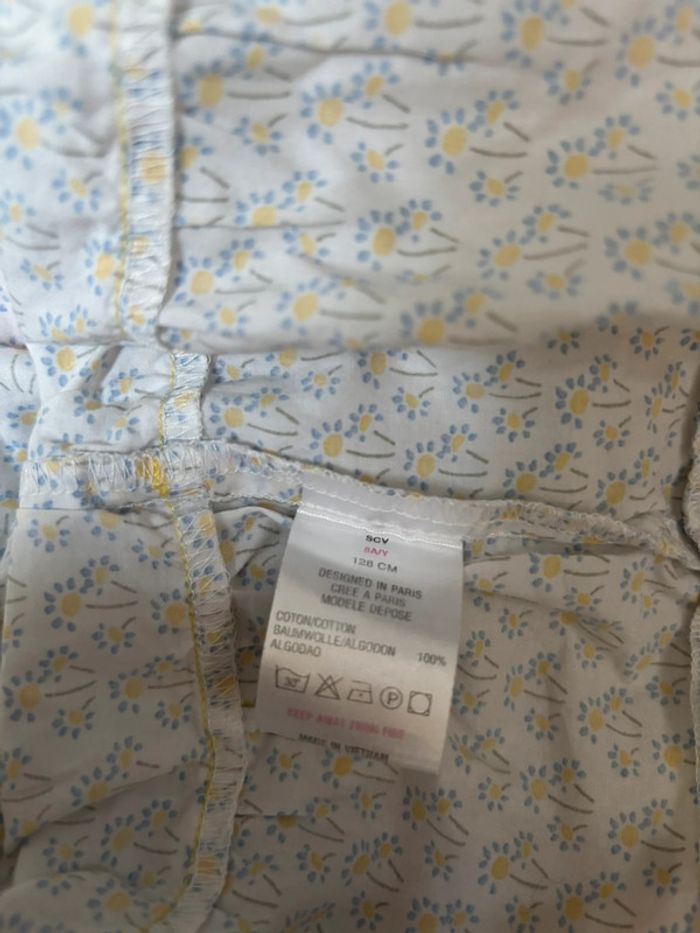 SCV
8A/Y
128 CM
DESIGNED IN PARIS
CREE A PARIS
MODELE DEPOSE
COTON/COTTON
BAUMWOLLE/ALGODON 100%
ALGODAO
30°
P
KEEP AWAY FROM FIRE
MADE IN VIETNAM